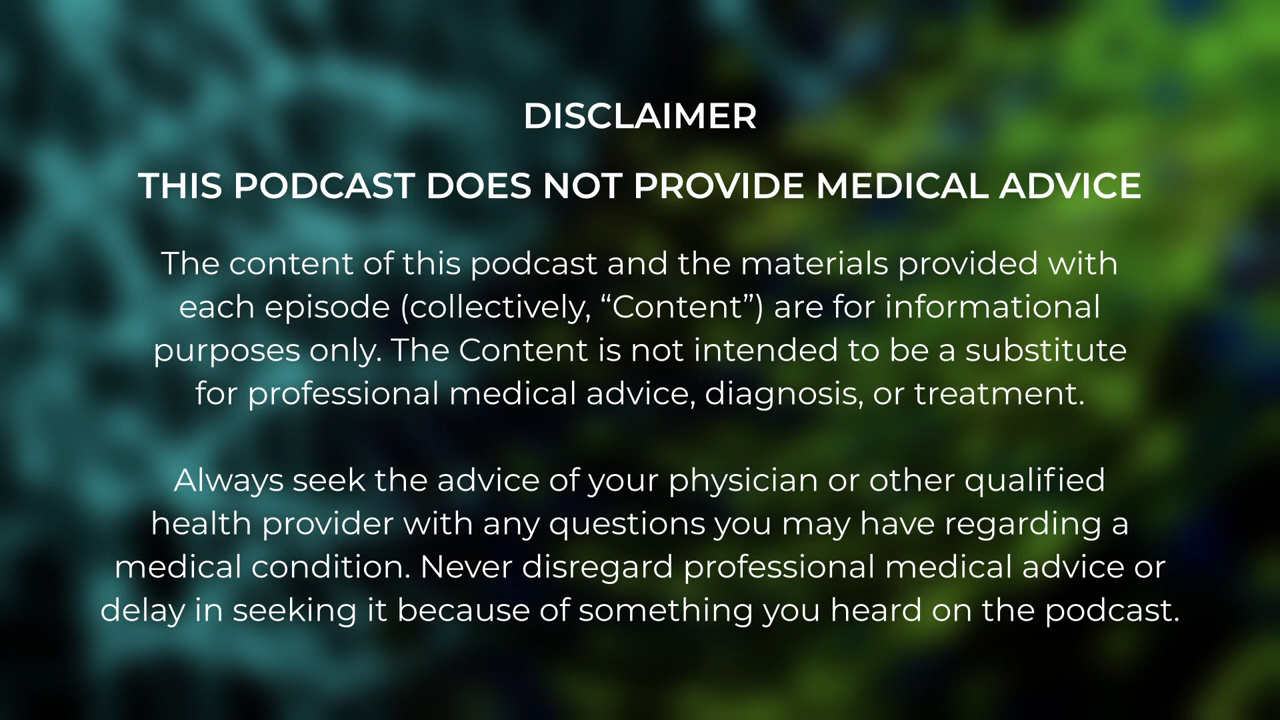 DISCLAIMER
THIS PODCAST DOES NOT PROVIDE MEDICAL ADVICE
The content of this podcast and the materials provided with
each episode (collectively, “Content”) are for informational
purposes only. The Content is not intended to be a substitute
for professional medical advice, diagnosis, or treatment.
Always seek the advice of your physician or other qualified
health provider with any questions you may have regarding a
medical condition. Never disregard professional medical advice or
delay in seeking it because of something you heard on the podcast.